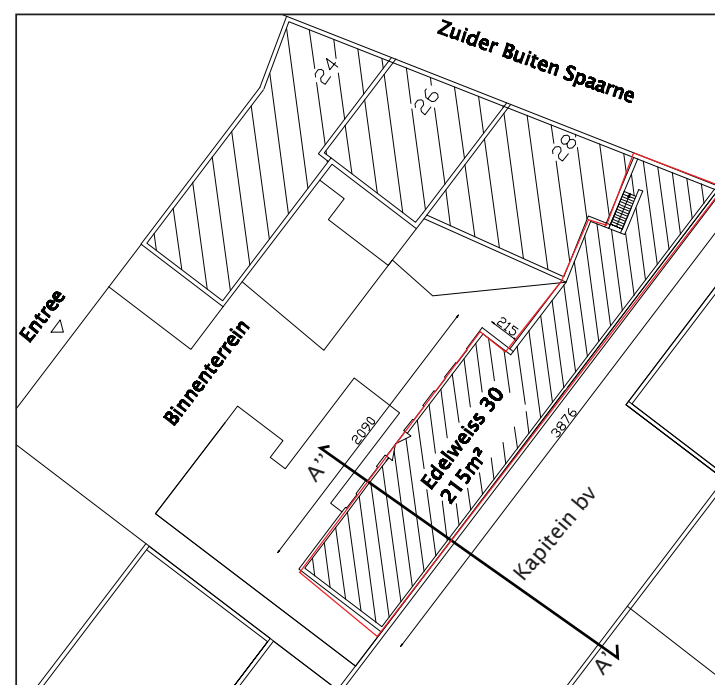 Zuider Buiten Spaarne
24
26
28
Entree
Binnenterrein
215
2090
Edelweiss 30
215m²
3876
A''
Kapitein bv
A'